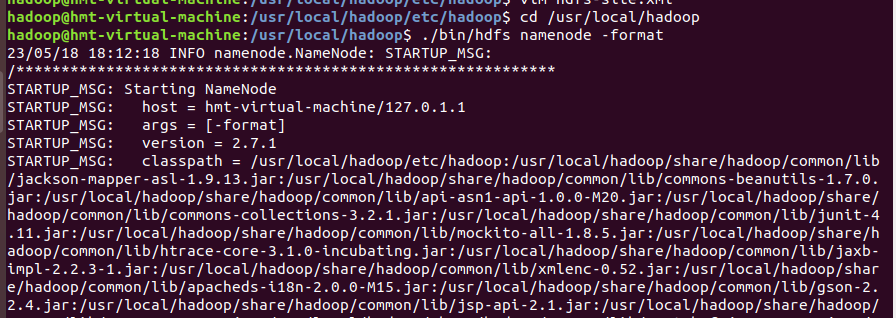 hadoop@hmt-virtual-machine:/usr/local/hadoop/etc/hadoop$ vim hdfs-site.xml
hadoop@hmt-virtual-machine:/usr/local/hadoop/etc/hadoop$ cd /usr/local/hadoop
hadoop@hmt-virtual-machine:/usr/local/hadoop$ ./bin/hdfs namenode -format
23/05/18 18:12:18 INFO namenode.NameNode: STARTUP_MSG:
/************************************************************
STARTUP_MSG: Starting NameNode
STARTUP_MSG:   host = hmt-virtual-machine/127.0.1.1
STARTUP_MSG:   args = [-format]
STARTUP_MSG:   version = 2.7.1
STARTUP_MSG:   classpath = /usr/local/hadoop/etc/hadoop:/usr/local/hadoop/share/hadoop/common/lib
/jackson-mapper-asl-1.9.13.jar:/usr/local/hadoop/share/hadoop/common/lib/commons-beanutils-1.7.0.
jar:/usr/local/hadoop/share/hadoop/common/lib/api-asn1-api-1.0.0-M20.jar:/usr/local/hadoop/share/
hadoop/common/lib/commons-collections-3.2.1.jar:/usr/local/hadoop/share/hadoop/common/lib/junit-4
.11.jar:/usr/local/hadoop/share/hadoop/common/lib/mockito-all-1.8.5.jar:/usr/local/hadoop/share/h
adoop/common/lib/htrace-core-3.1.0-incubating.jar:/usr/local/hadoop/share/hadoop/common/lib/jaxb-
impl-2.2.3-1.jar:/usr/local/hadoop/share/hadoop/common/lib/xmlenc-0.52.jar:/usr/local/hadoop/shar
e/hadoop/common/lib/apacheds-i18n-2.0.0-M15.jar:/usr/local/hadoop/share/hadoop/common/lib/gson-2.
2.4.jar:/usr/local/hadoop/share/hadoop/common/lib/jsp-api-2.1.jar:/usr/local/hadoop/share/hadoop/